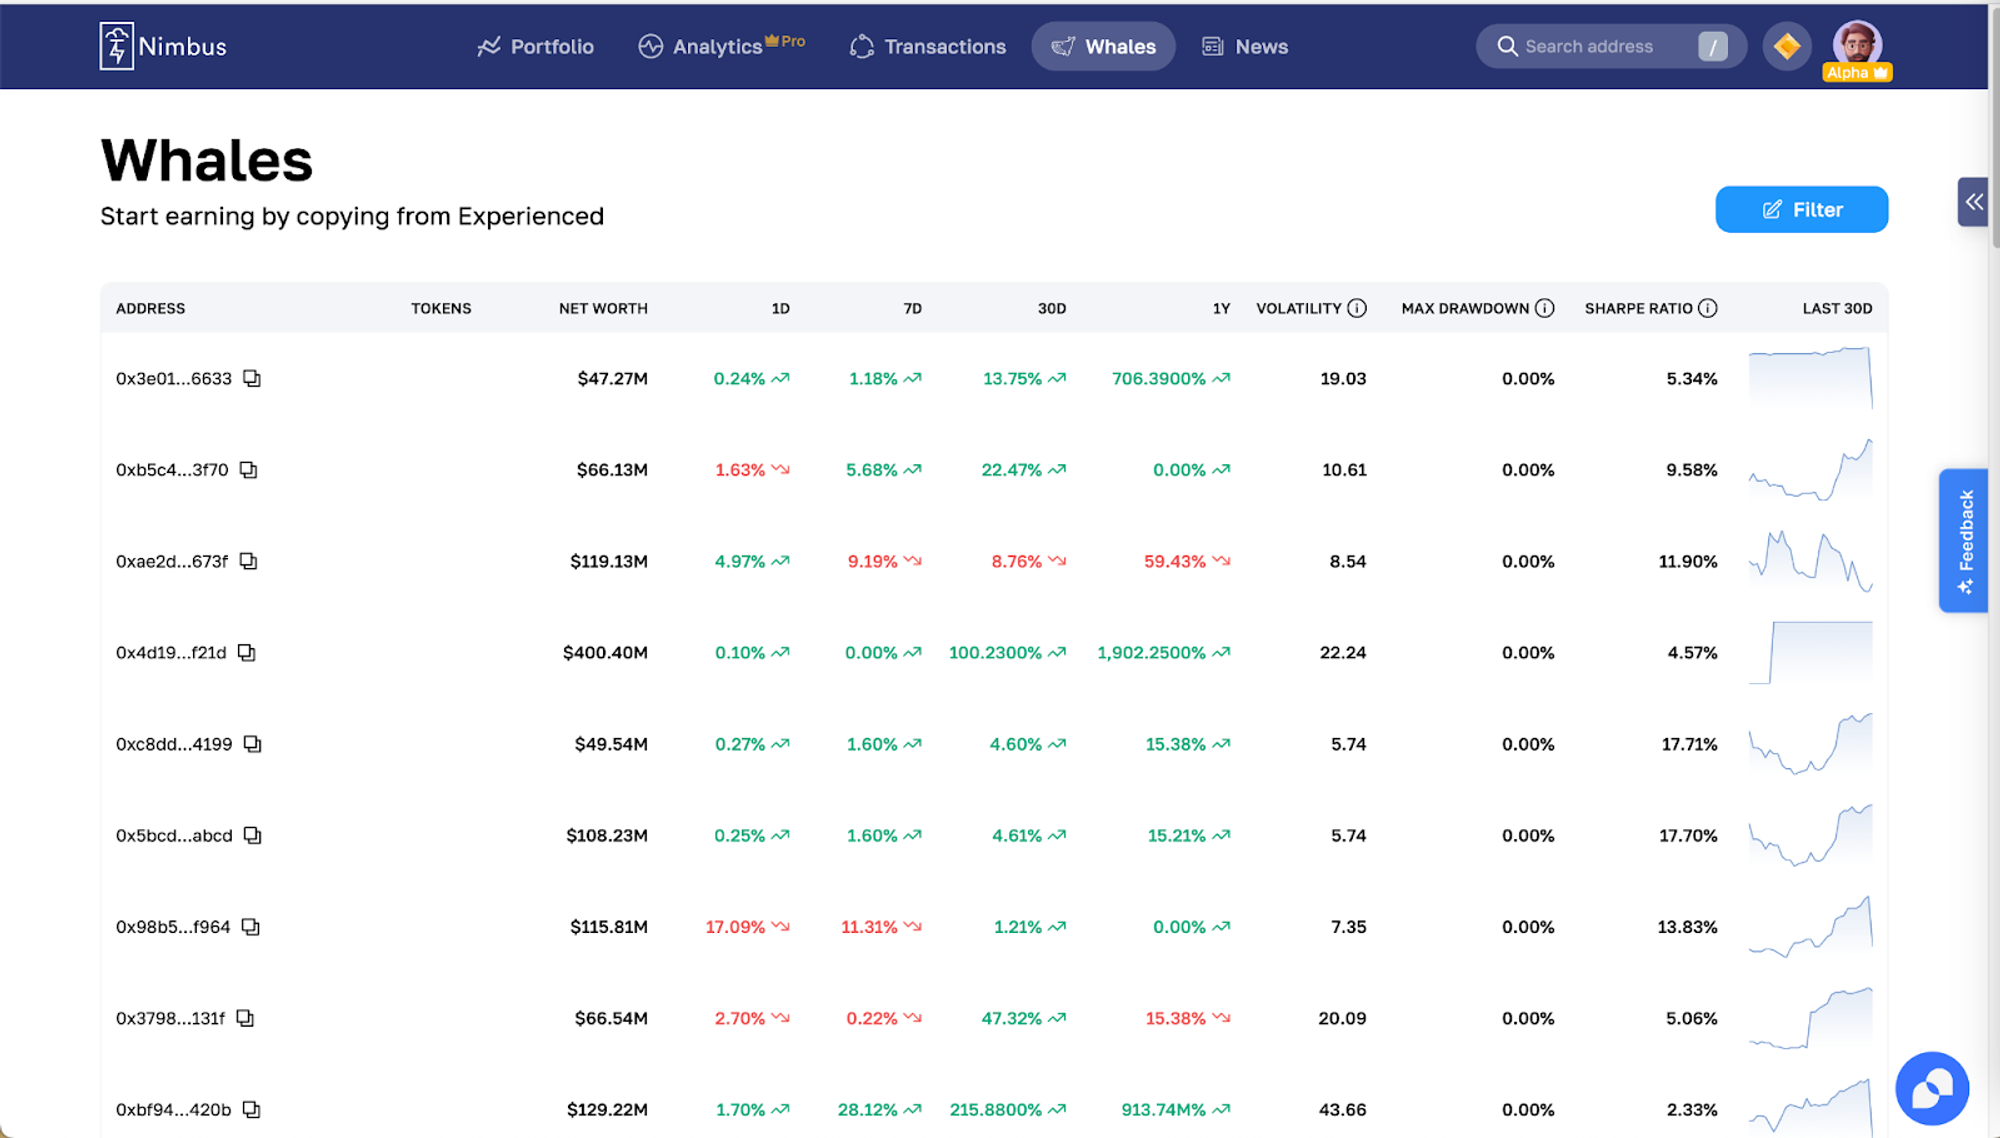 Nimbus Portfolio Analytics Pro Transactions Whales News Search address / Alpha
Whales
Start earning by copying from Experienced
Filter
ADDRESS TOKENS NET WORTH 1D 7D 30D 1Y VOLATILITY MAX DRAWDOWN SHARPE RATIO LAST 30D
0x3e01...6633 $47.27M 0.24% 1.18% 13.75% 706.3900% 19.03 0.00% 5.34%
0xb5c4...3f70 $66.13M 1.63% 5.68% 22.47% 0.00% 10.61 0.00% 9.58%
0xae2d...673f $119.13M 4.97% 9.19% 8.76% 59.43% 8.54 0.00% 11.90%
Feedback
0x4d19...f21d $400.40M 0.10% 0.00% 100.2300% 1,902.2500% 22.24 0.00% 4.57%
0xc8dd...4199 $49.54M 0.27% 1.60% 4.60% 15.38% 5.74 0.00% 17.71%
0x5bcd...abcd $108.23M 0.25% 1.60% 4.61% 15.21% 5.74 0.00% 17.70%
0x98b5...f964 $115.81M 17.09% 11.31% 1.21% 0.00% 7.35 0.00% 13.83%
0x3798...131f $66.54M 2.70% 0.22% 47.32% 15.38% 20.09 0.00% 5.06%
0xbf94...420b $129.22M 1.70% 28.12% 215.8800% 913.74M% 43.66 0.00% 2.33%